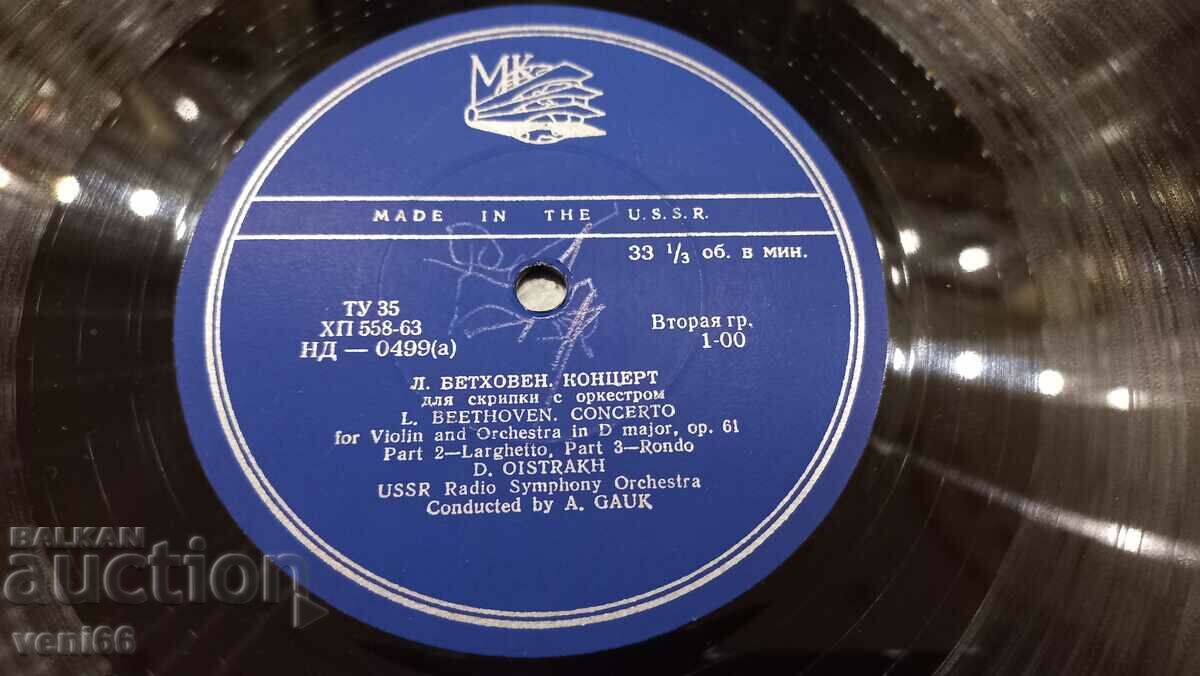 МК
MADE IN THE U.S.S.R.
33 1/3 об. в мин.
ТУ 35
ХП 558-63
НД — 0499(а)
Вторая гр.
1-00
Л. БЕТХОВЕН. КОНЦЕРТ
для скрипки с оркестром
L. BEETHOVEN. CONCERTO
for Violin and Orchestra in D major, op. 61
Part 2—Larghetto, Part 3—Rondo
D. OISTRAKH
USSR Radio Symphony Orchestra
Conducted by A. GAUK
BALKAN
auction
veni66